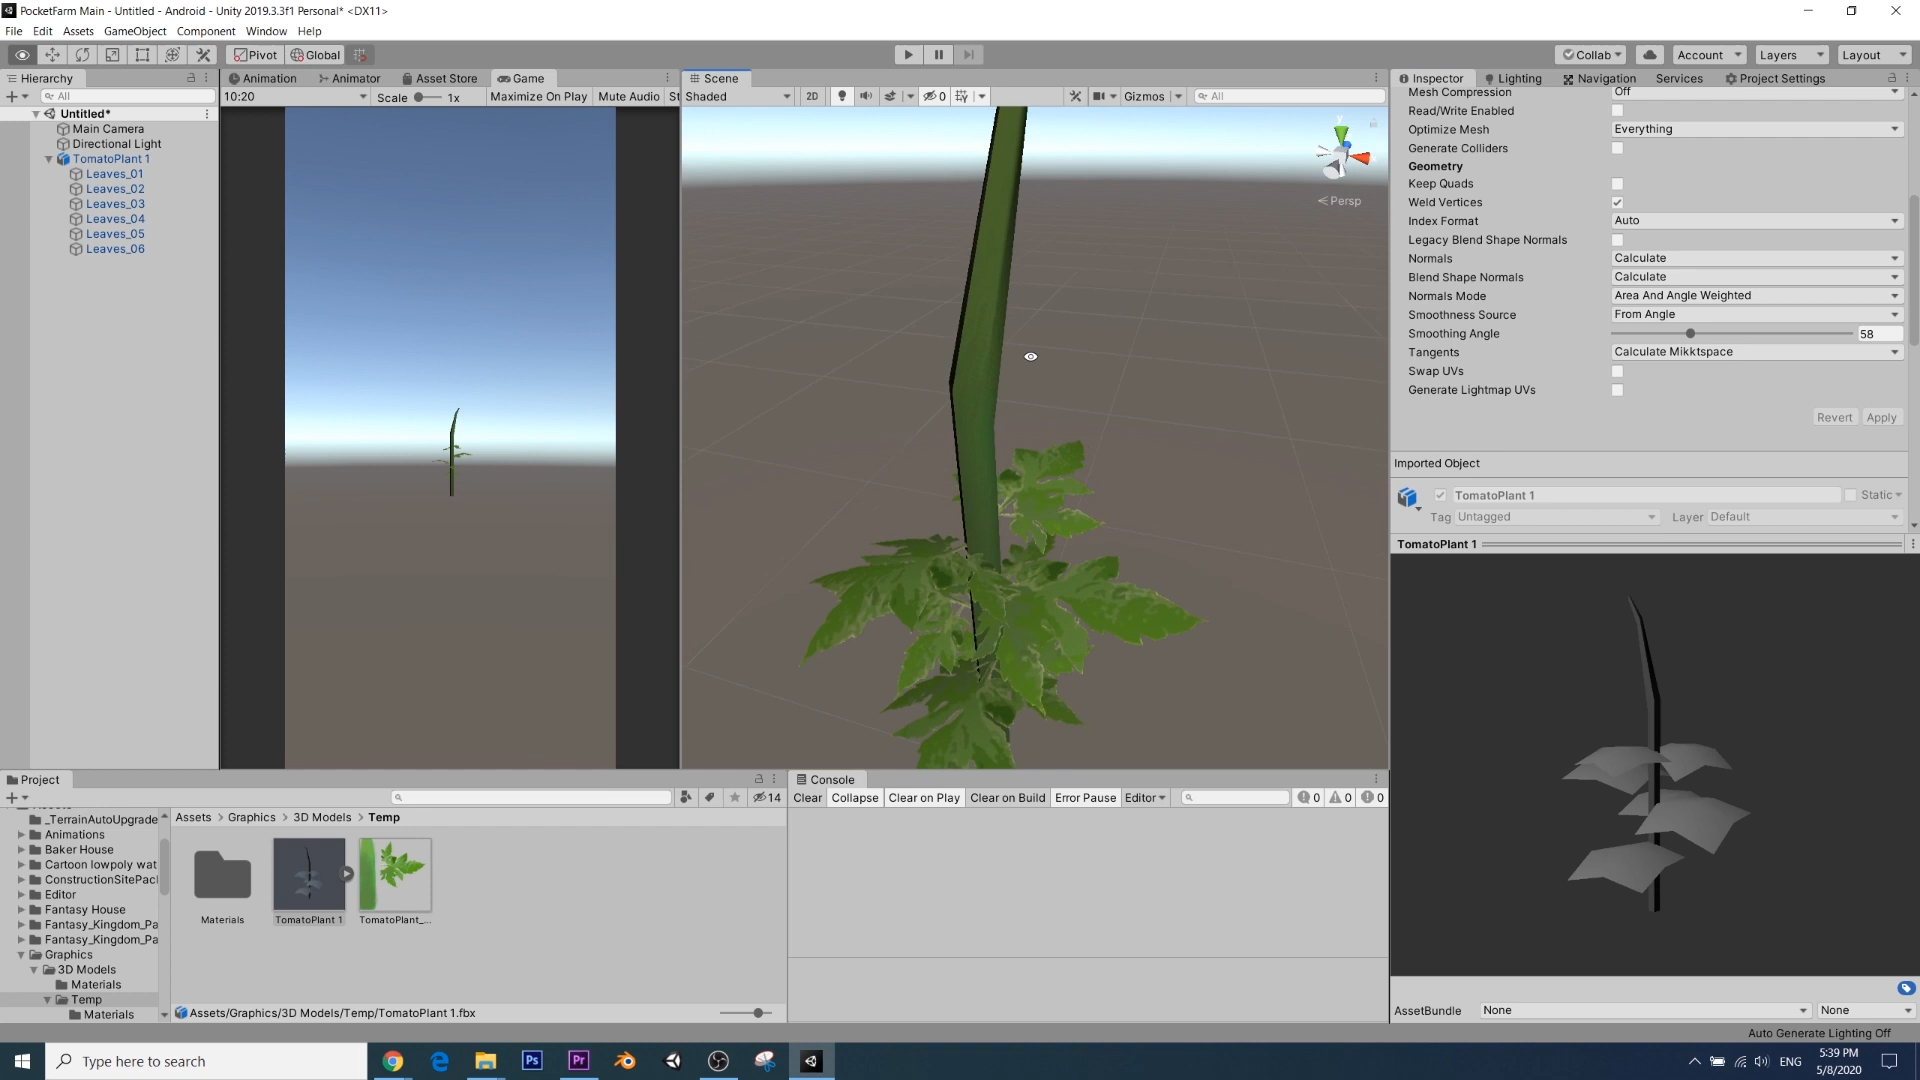 PocketFarm Main - Untitled - Android - Unity 2019.3.3f1 Personal* <DX11>
File Edit Assets GameObject Component Window Help
Pivot Global
Collab Account Layers Layout
Hierarchy
All
Untitled*
Main Camera
Directional Light
TomatoPlant 1
Leaves_01
Leaves_02
Leaves_03
Leaves_04
Leaves_05
Leaves_06
Animation Animator Asset Store Game
10:20 Scale 1x Maximize On Play Mute Audio St
Scene
Shaded 2D 0 Gizmos All
y
Persp
Inspector Lighting Navigation Services Project Settings
Mesh Compression Off
Read/Write Enabled
Optimize Mesh Everything
Generate Colliders
Geometry
Keep Quads
Weld Vertices
Index Format Auto
Legacy Blend Shape Normals
Normals Calculate
Blend Shape Normals Calculate
Normals Mode Area And Angle Weighted
Smoothness Source From Angle
Smoothing Angle 58
Tangents Calculate Mikktspace
Swap UVs
Generate Lightmap UVs
Revert Apply
Imported Object
TomatoPlant 1 Static
Tag Untagged Layer Default
TomatoPlant 1
AssetBundle None None
Auto Generate Lighting Off
Project
14
_TerrainAutoUpgrade
Animations
Baker House
Cartoon lowpoly wat
ConstructionSitePacl
Editor
Fantasy House
Fantasy_Kingdom_Pa
Fantasy_Kingdom_Pa
Graphics
3D Models
Materials
Temp
Materials
Assets > Graphics > 3D Models > Temp
Materials TomatoPlant 1 TomatoPlant_...
Assets/Graphics/3D Models/Temp/TomatoPlant 1.fbx
Console
Clear Collapse Clear on Play Clear on Build Error Pause Editor 0 0 0
Type here to search
Ps Pr
ENG
5:39 PM
5/8/2020